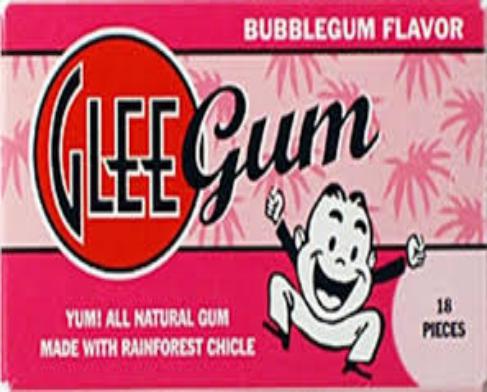 BUBBLEGUM FLAVOR
GLEE Gum
YUM! ALL NATURAL GUM
MADE WITH RAINFOREST CHICLE
18
PIECES